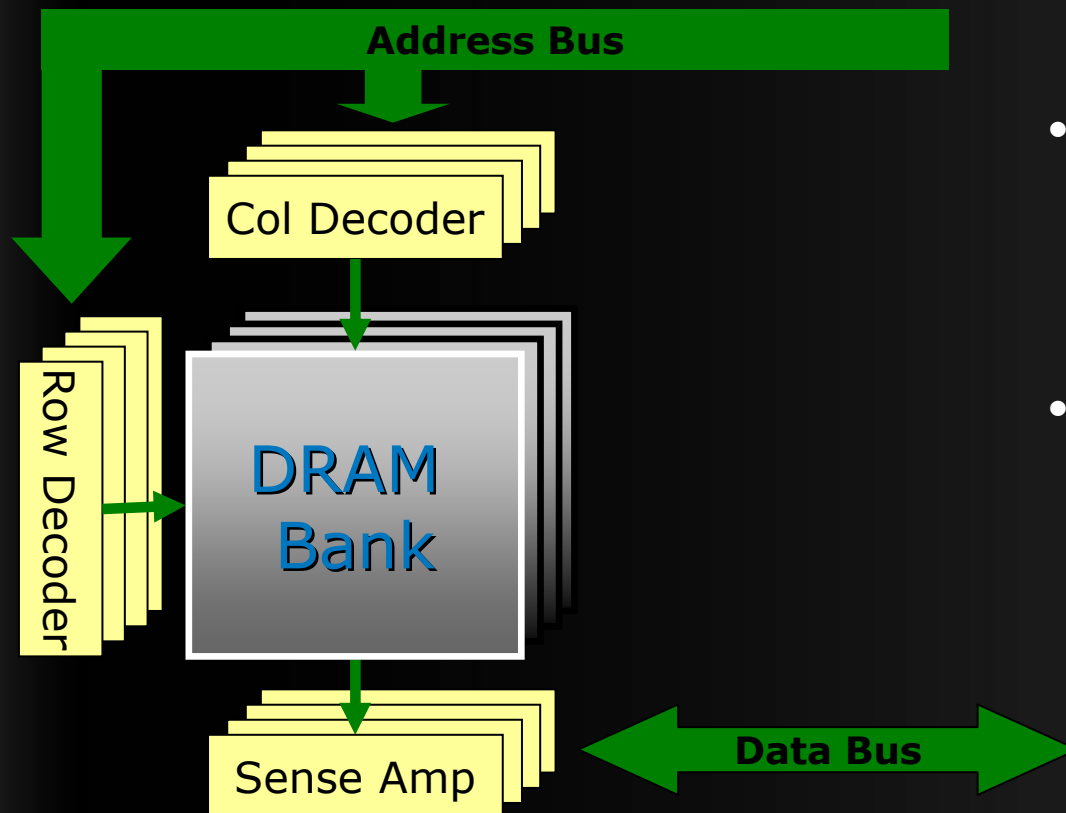 Address Bus
Col Decoder
Row Decoder
DRAM
Bank
Sense Amp
Data Bus